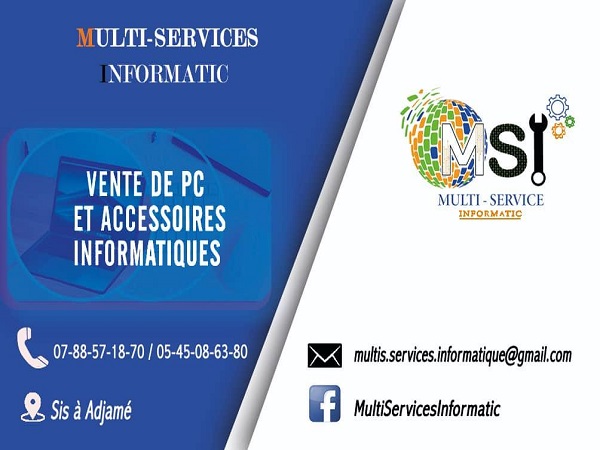 MULTI-SERVICES
INFORMATIC
VENTE DE PC
ET ACCESSOIRES
INFORMATIQUES
07-88-57-18-70 / 05-45-08-63-80
Sis à Adjamé
MSI
MULTI - SERVICE
INFORMATIC
multis.services.informatique@gmail.com
f
MultiServicesInformatic